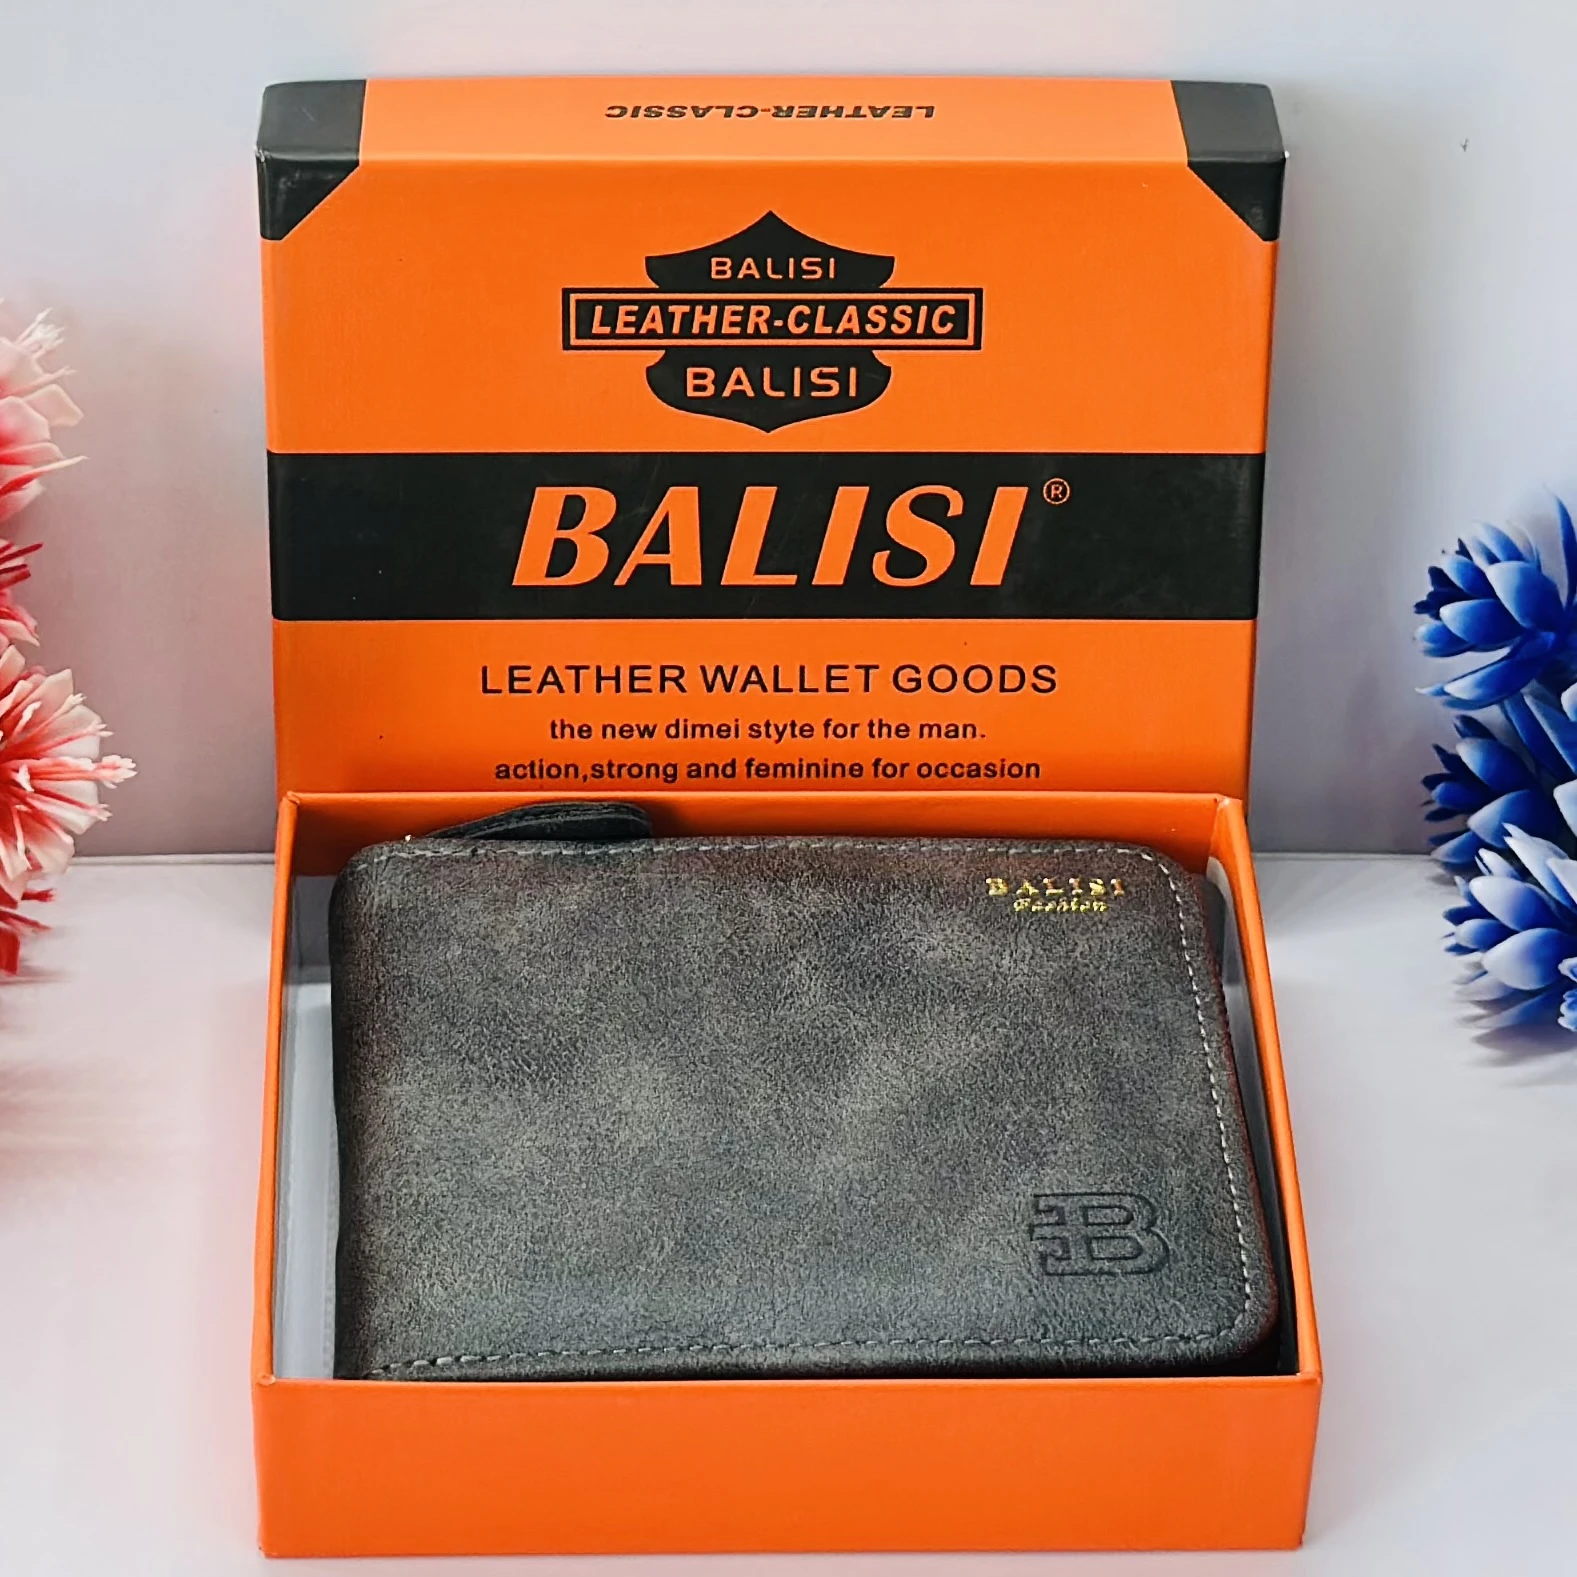 LEATHER-CLASSIC
BALISI
LEATHER-CLASSIC
BALISI
BALISI®
LEATHER WALLET GOODS
the new dimei styte for the man.
action,strong and feminine for occasion
BALISI
Fashion
B